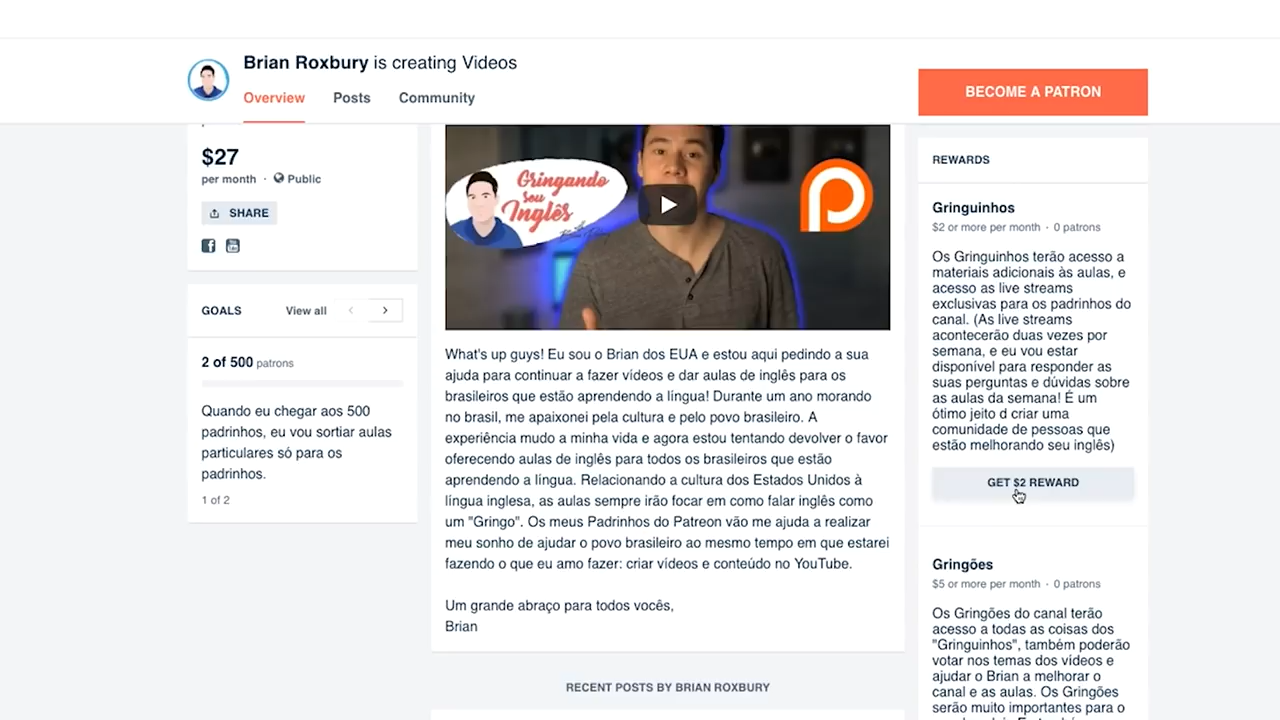 Brian Roxbury is creating Videos
Overview
Posts
Community
BECOME A PATRON
$27
per month · Public
SHARE
GOALS
View all
2 of 500 patrons
Quando eu chegar aos 500
padrinhos, eu vou sortiar aulas
particulares só para os
padrinhos.
1 of 2
Gringando
seu
Inglês
What's up guys! Eu sou o Brian dos EUA e estou aqui pedindo a sua
ajuda para continuar a fazer vídeos e dar aulas de inglês para os
brasileiros que estão aprendendo a língua! Durante um ano morando
no brasil, me apaixonei pela cultura e pelo povo brasileiro. A
experiência mudo a minha vida e agora estou tentando devolver o favor
oferecendo aulas de inglês para todos os brasileiros que estão
aprendendo a língua. Relacionando a cultura dos Estados Unidos à
língua inglesa, as aulas sempre irão focar em como falar inglês como
um "Gringo". Os meus Padrinhos do Patreon vão me ajuda a realizar
meu sonho de ajudar o povo brasileiro ao mesmo tempo em que estarei
fazendo o que eu amo fazer: criar vídeos e conteúdo no YouTube.
Um grande abraço para todos vocês,
Brian
RECENT POSTS BY BRIAN ROXBURY
REWARDS
Gringuinhos
$2 or more per month · 0 patrons
Os Gringuinhos terão acesso a
materiais adicionais às aulas, e
acesso as live streams
exclusivas para os padrinhos do
canal. (As live streams
acontecerão duas vezes por
semana, e eu vou estar
disponível para responder as
suas perguntas e dúvidas sobre
as aulas da semana! É um
ótimo jeito d criar uma
comunidade de pessoas que
estão melhorando seu inglês)
GET $2 REWARD
Gringões
$5 or more per month · 0 patrons
Os Gringões do canal terão
acesso a todas as coisas dos
"Gringuinhos", também poderão
votar nos temas dos vídeos e
ajudar o Brian a melhorar o
canal e as aulas. Os Gringões
serão muito importantes para o